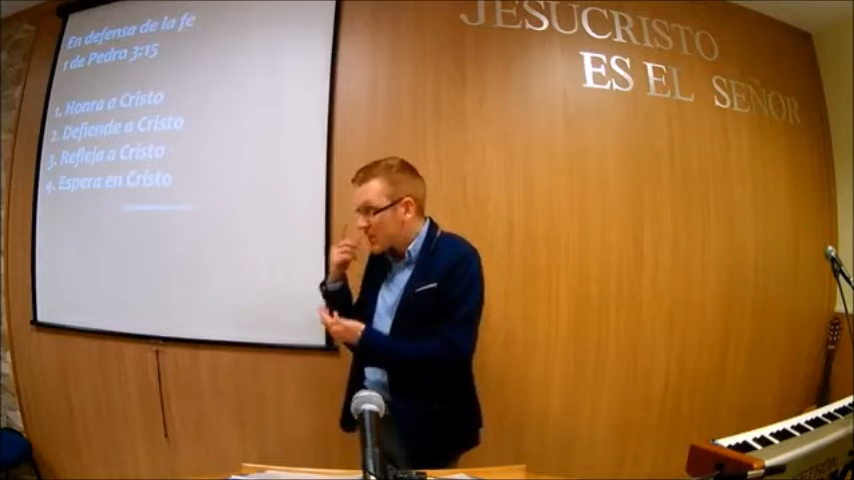 En defensa de la fe
1 de Pedro 3:15
1. Honra a Cristo
2. Defiende a Cristo
3. Refleja a Cristo
4. Espera en Cristo
JESUCRISTO
ES EL SEÑOR